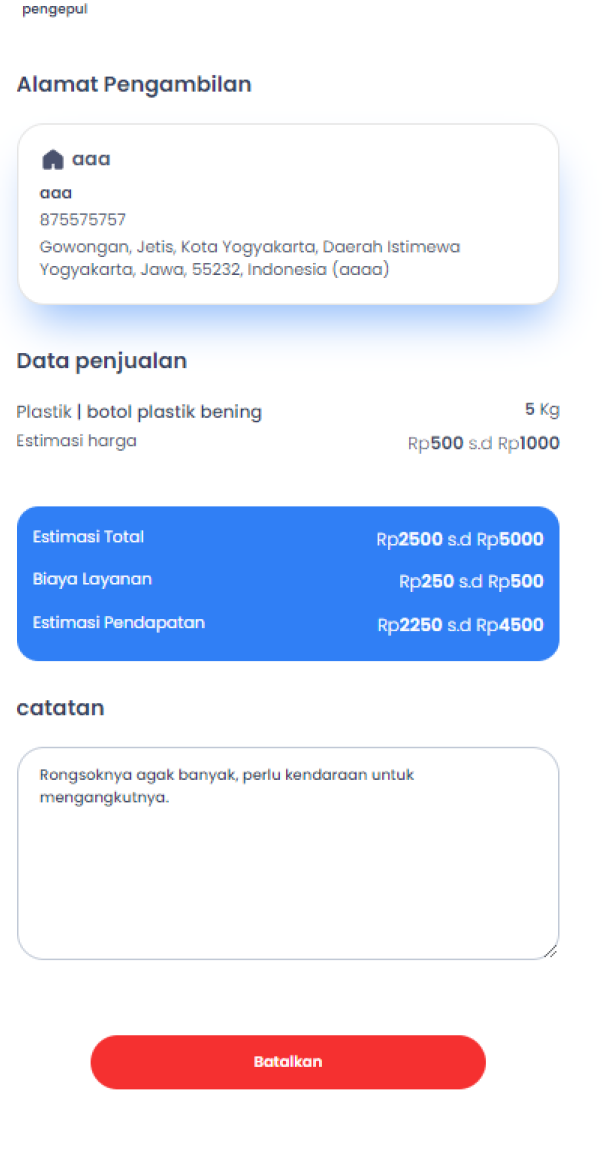 pengepul
Alamat Pengambilan
aaa
aaa
875575757
Gowongan, Jetis, Kota Yogyakarta, Daerah Istimewa
Yogyakarta, Jawa, 55232, Indonesia (aaaa)
Data penjualan
Plastik | botol plastik bening 5 Kg
Estimasi harga Rp500 s.d Rp1000
Estimasi Total Rp2500 s.d Rp5000
Biaya Layanan Rp250 s.d Rp500
Estimasi Pendapatan Rp2250 s.d Rp4500
catatan
Rongsoknya agak banyak, perlu kendaraan untuk
mengangkutnya.
Batalkan